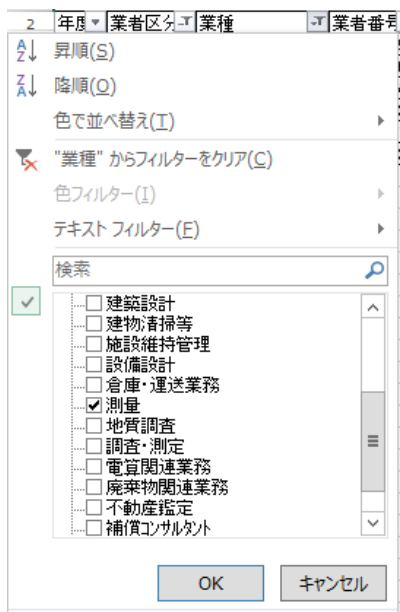 2 年度 業者区分 業種 業者番号
昇順(S)
降順(O)
色で並べ替え(T)
"業種" からフィルターをクリア(C)
色フィルター(I)
テキスト フィルター(F)
検索
建築設計
建物清掃等
施設維持管理
設備設計
倉庫・運送業務
測量
地質調査
調査・測定
電算関連業務
廃棄物関連業務
不動産鑑定
補償コンサルタント
OK キャンセル